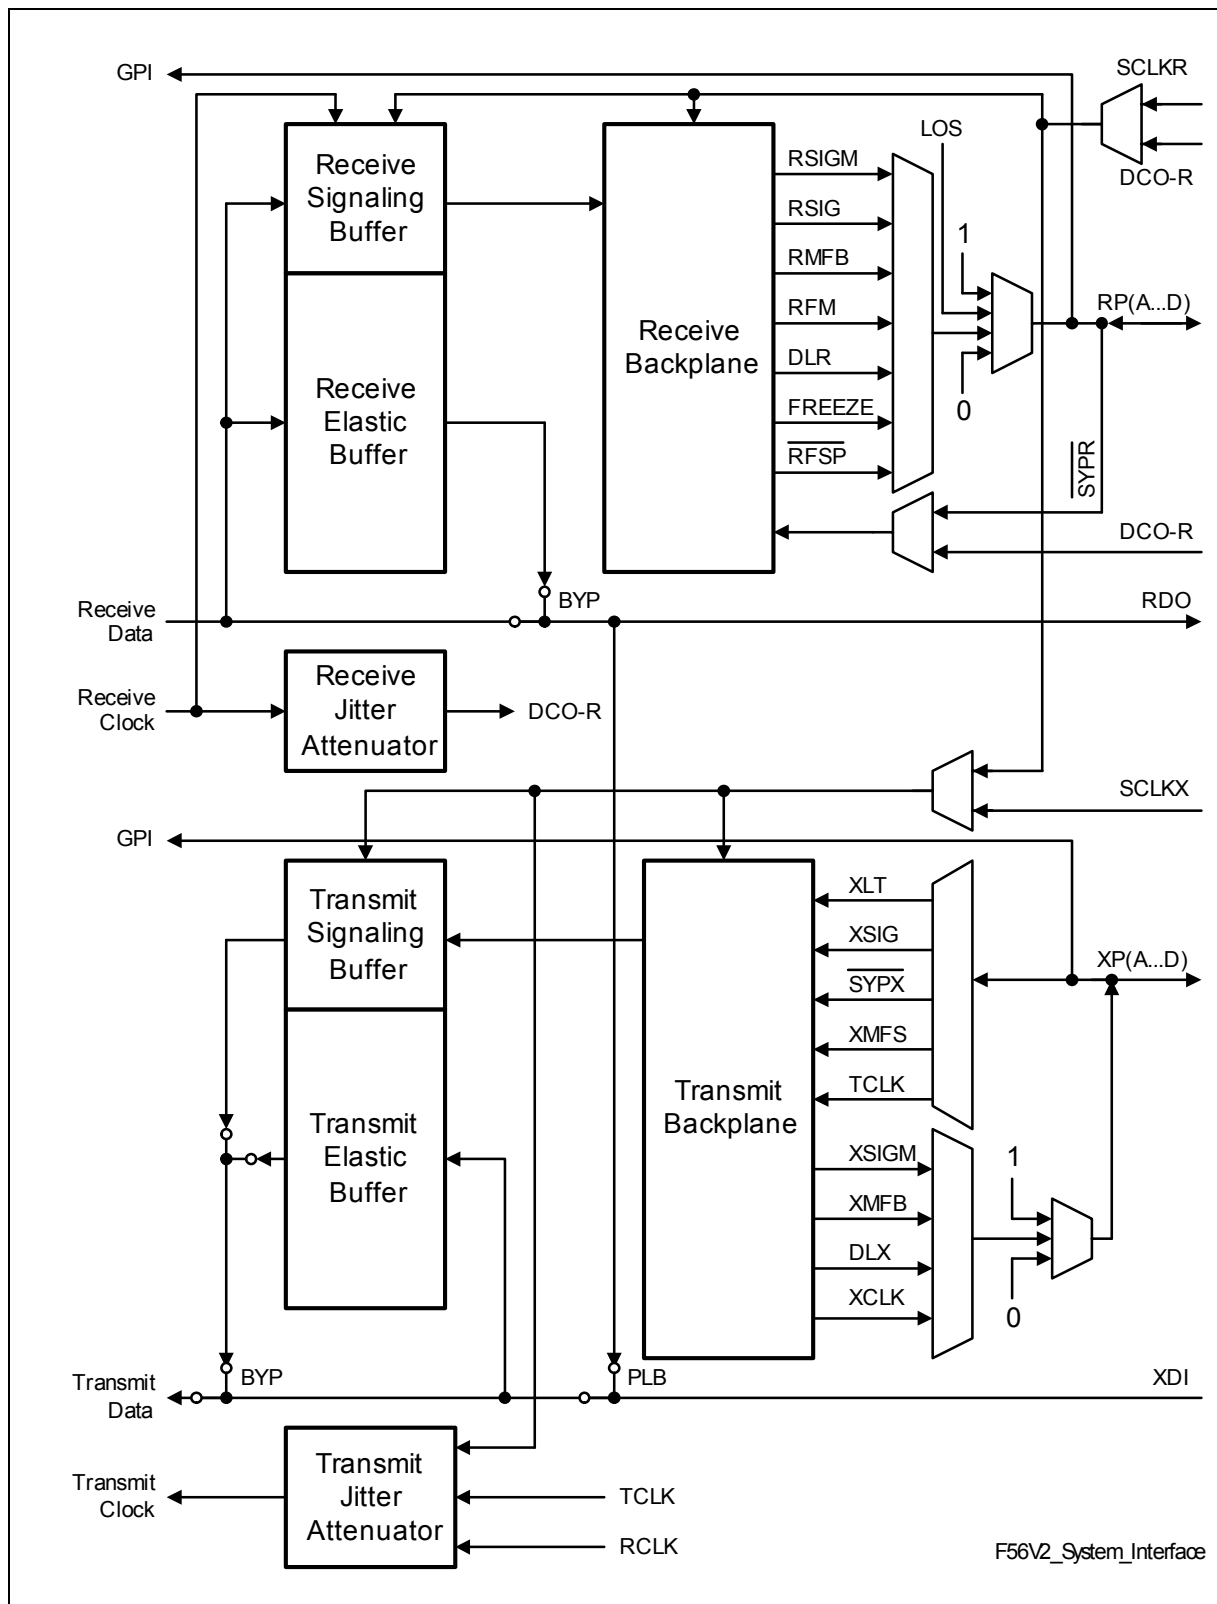 GPI
SCLKR
LOS
DCO-R
Receive
Signaling
Buffer
RSIGM
RSIG
RMFB
RFM
DLR
FREEZE
RFSP
1
0
RP(A...D)
Receive
Elastic
Buffer
Receive
Backplane
SYPR
DCO-R
BYP
RDO
Receive
Data
Receive
Clock
Receive
Jitter
Attenuator
DCO-R
SCLKX
GPI
Transmit
Signaling
Buffer
XLT
XSIG
SYPX
XMFS
TCLK
XP(A...D)
Transmit
Elastic
Buffer
Transmit
Backplane
XSIGM
XMFB
DLX
XCLK
1
0
BYP
PLB
XDI
Transmit
Data
Transmit
Clock
Transmit
Jitter
Attenuator
TCLK
RCLK
F56V2_System_Interface